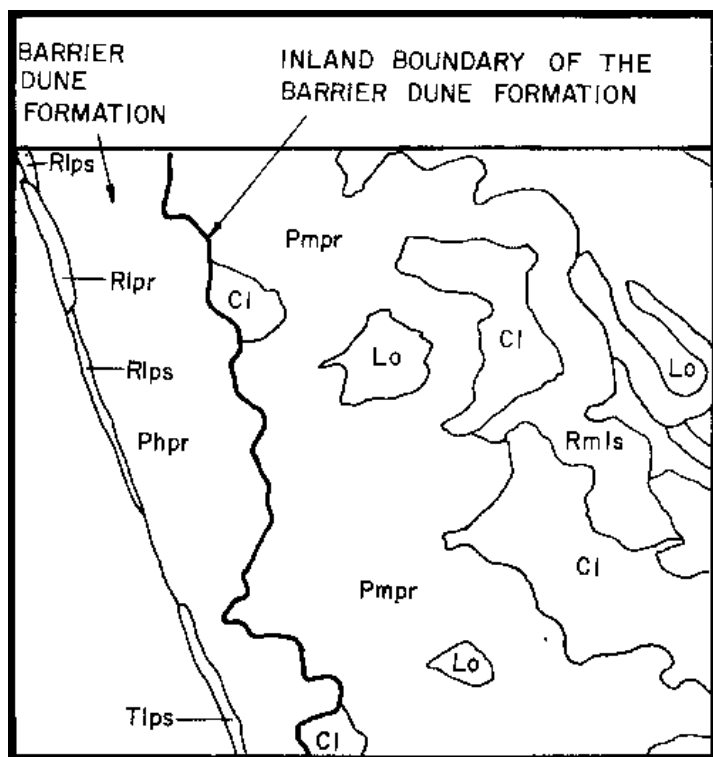 BARRIER
DUNE
FORMATION
INLAND BOUNDARY OF THE
BARRIER DUNE FORMATION
Rlps
Pmpr
Rlpr
Cl
Cl
Lo
Lo
Rlps
Phpr
Rmls
Cl
Pmpr
Lo
Tlps
Cl